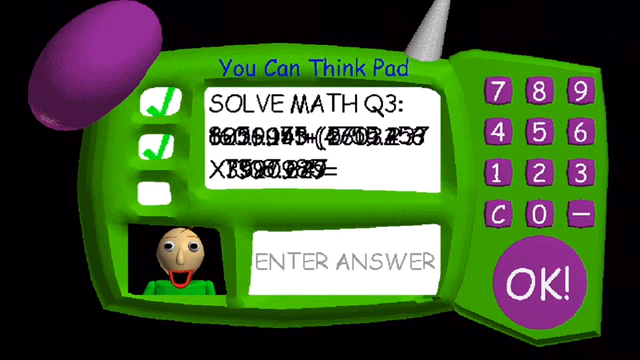 You Can Think Pad
SOLVE MATH Q3:
ENTER ANSWER
7 8 9
4 5 6
1 2 3
C 0 −
OK!